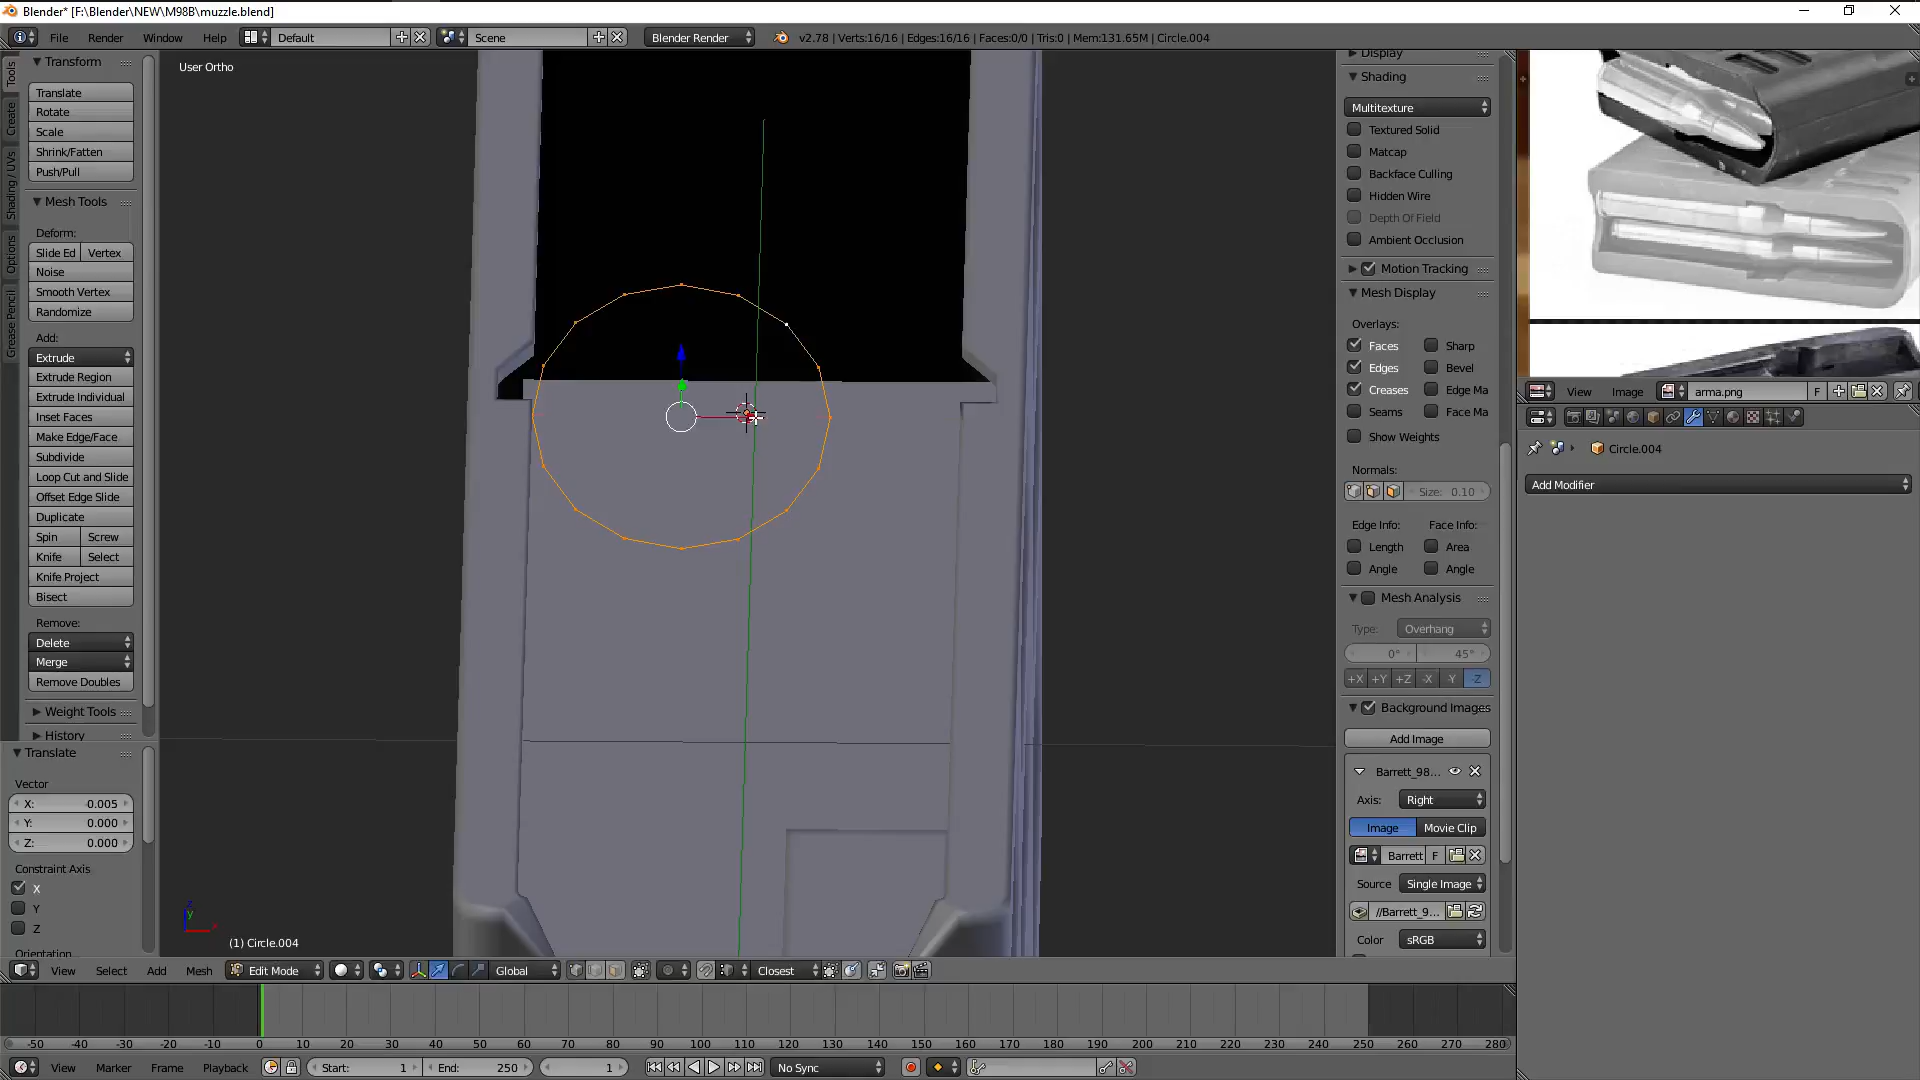 Blender* [F:\Blender\NEW\M98B\muzzle.blend]
File Render Window Help Default Scene Blender Render v2.78 | Verts:16/16 | Edges:16/16 | Faces:0/0 | Tris:0 | Mem:131.65M | Circle.004
Tools
Create
Shading / UVs
Options
Grease Pencil
Transform
Translate
Rotate
Scale
Shrink/Fatten
Push/Pull
Mesh Tools
Deform:
Slide Ed Vertex
Noise
Smooth Vertex
Randomize
Add:
Extrude
Extrude Region
Extrude Individual
Inset Faces
Make Edge/Face
Subdivide
Loop Cut and Slide
Offset Edge Slide
Duplicate
Spin Screw
Knife Select
Knife Project
Bisect
Remove:
Delete
Merge
Remove Doubles
Weight Tools
History
Translate
Vector
X: -0.005
Y: 0.000
Z: 0.000
Constraint Axis
X
Y
Z
Orientation
User Ortho
(1) Circle.004
Display
Shading
Multitexture
Textured Solid
Matcap
Backface Culling
Hidden Wire
Depth Of Field
Ambient Occlusion
Motion Tracking
Mesh Display
Overlays:
Faces Sharp
Edges Bevel
Creases Edge Ma
Seams Face Ma
Show Weights
Normals:
Size: 0.10
Edge Info: Face Info:
Length Area
Angle Angle
Mesh Analysis
Type: Overhang
0° 45°
+X +Y +Z -X -Y -Z
Background Images
Add Image
Barrett_98...
Axis: Right
Image Movie Clip
Barrett F
Source Single Image
//Barrett_9...
Color sRGB
View Image arma.png F
Circle.004
Add Modifier
View Select Add Mesh Edit Mode Global Closest
-50 -40 -30 -20 -10 0 10 20 30 40 50 60 70 80 90 100 110 120 130 140 150 160 170 180 190 200 210 220 230 240 250 260 270 280
View Marker Frame Playback Start: 1 End: 250 1 No Sync